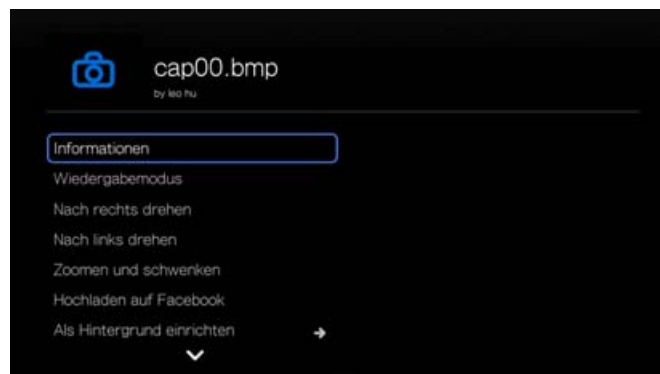 cap00.bmp
by leo hu
Informationen
Wiedergabemodus
Nach rechts drehen
Nach links drehen
Zoomen und schwenken
Hochladen auf Facebook
Als Hintergrund einrichten